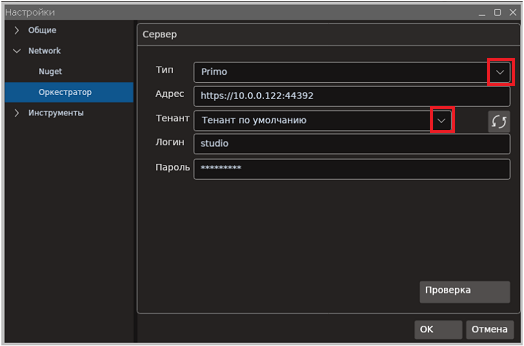 Настройки
Общие
Network
Nuget
Оркестратор
Инструменты
Сервер
Тип
Primo
Адрес
https://10.0.0.122:44392
Тенант
Тенант по умолчанию
Логин
studio
Пароль
*********
Проверка
OK
Отмена